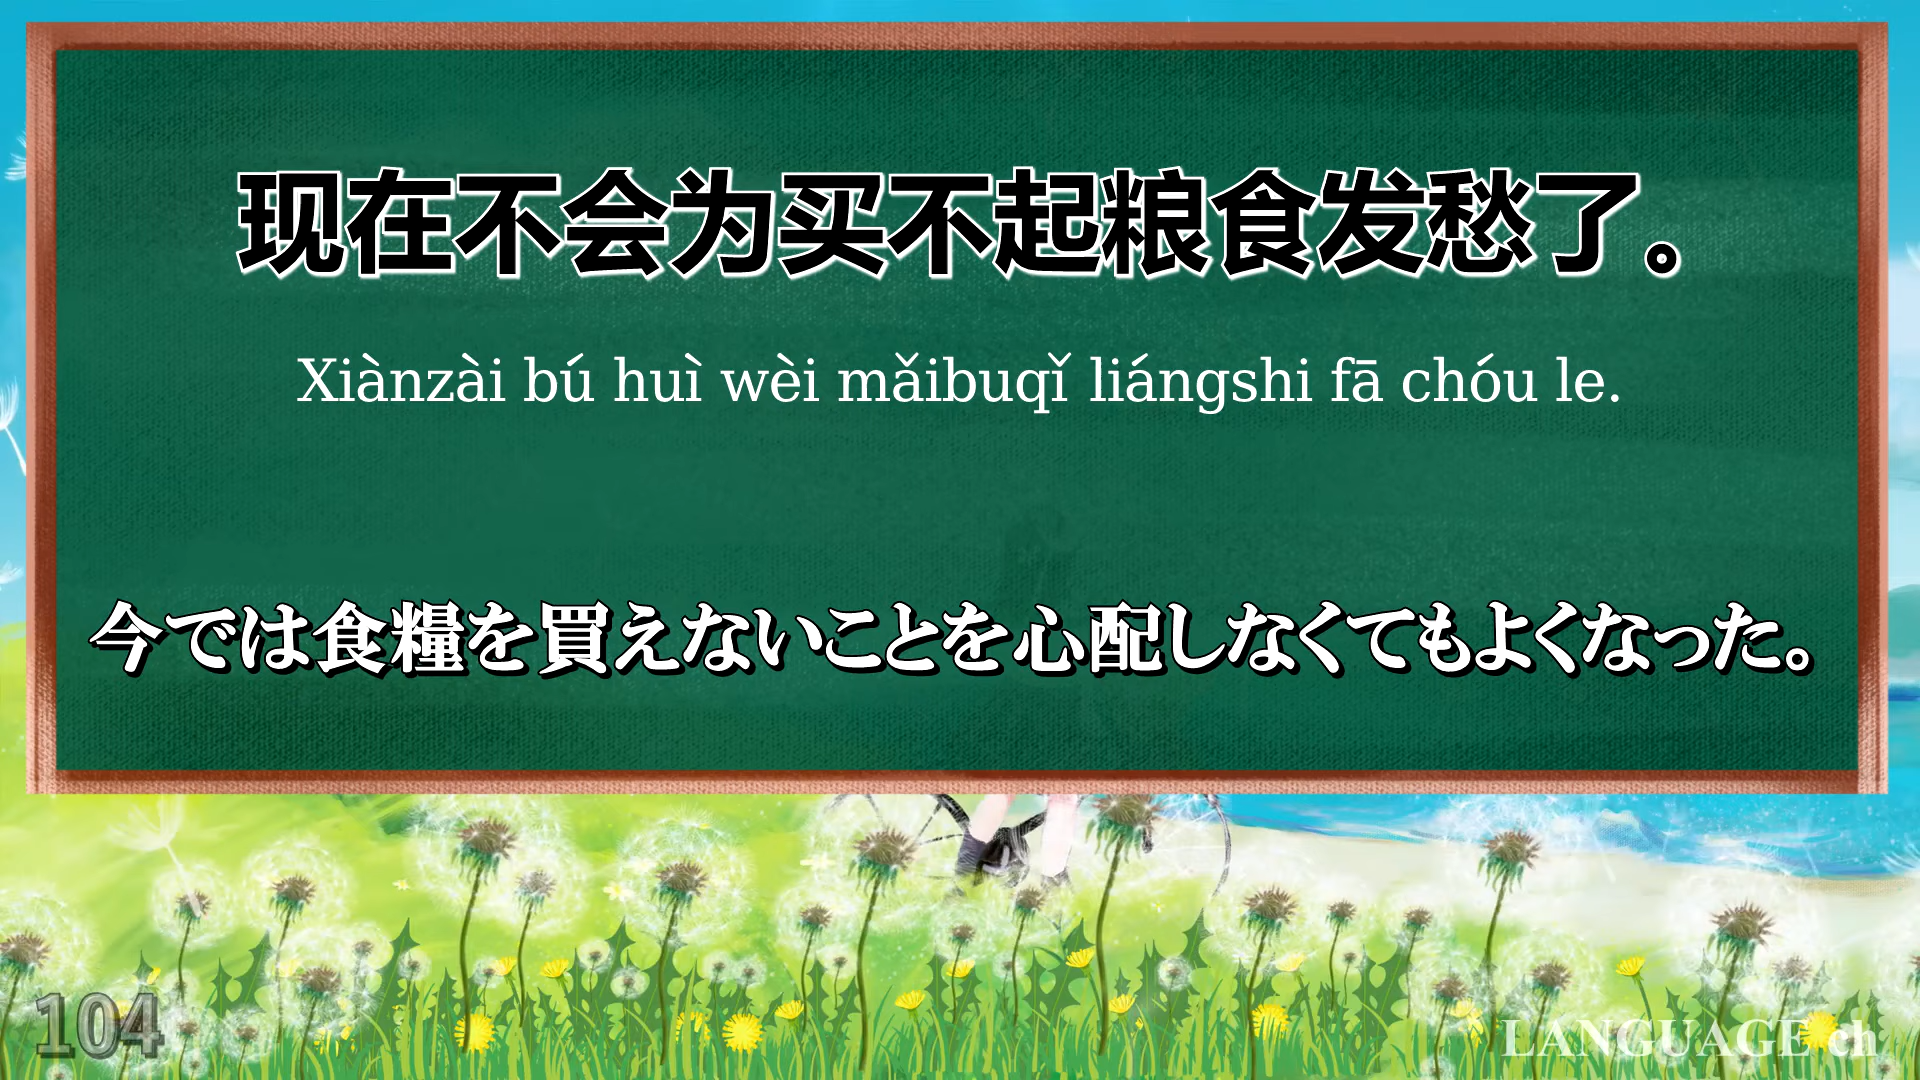 现在不会为买不起粮食发愁了。
Xiànzài bú huì wèi mǎibuqǐ liángshi fā chóu le.
今では食糧を買えないことを心配しなくてもよくなった。
104
LANGUAGE ch